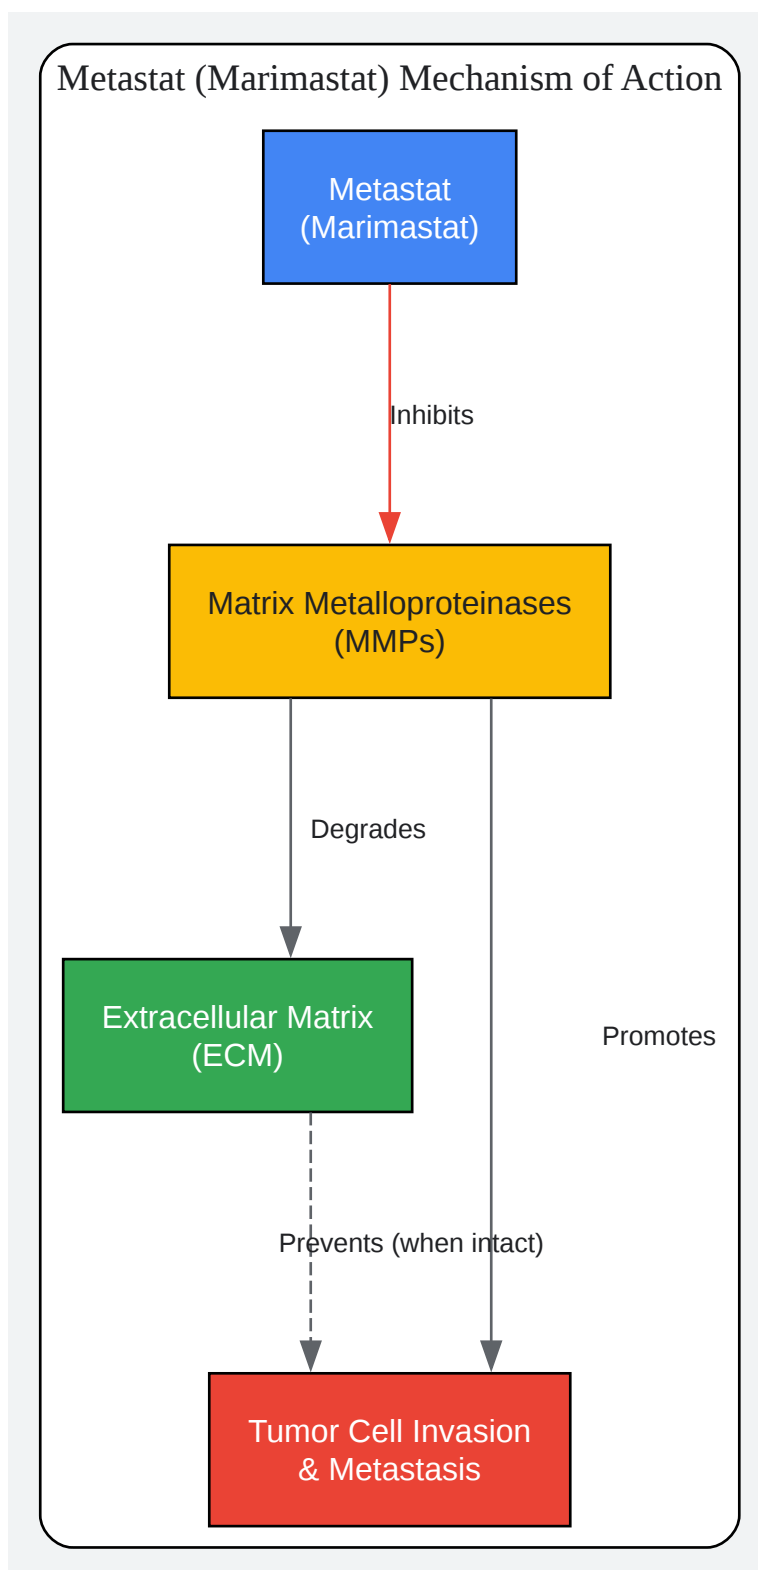 Metastat (Marimastat) Mechanism of Action
Metastat
(Marimastat)
Inhibits
Matrix Metalloproteinases
(MMPs)
Degrades
Extracellular Matrix
(ECM)
Promotes
Prevents (when intact)
Tumor Cell Invasion
& Metastasis